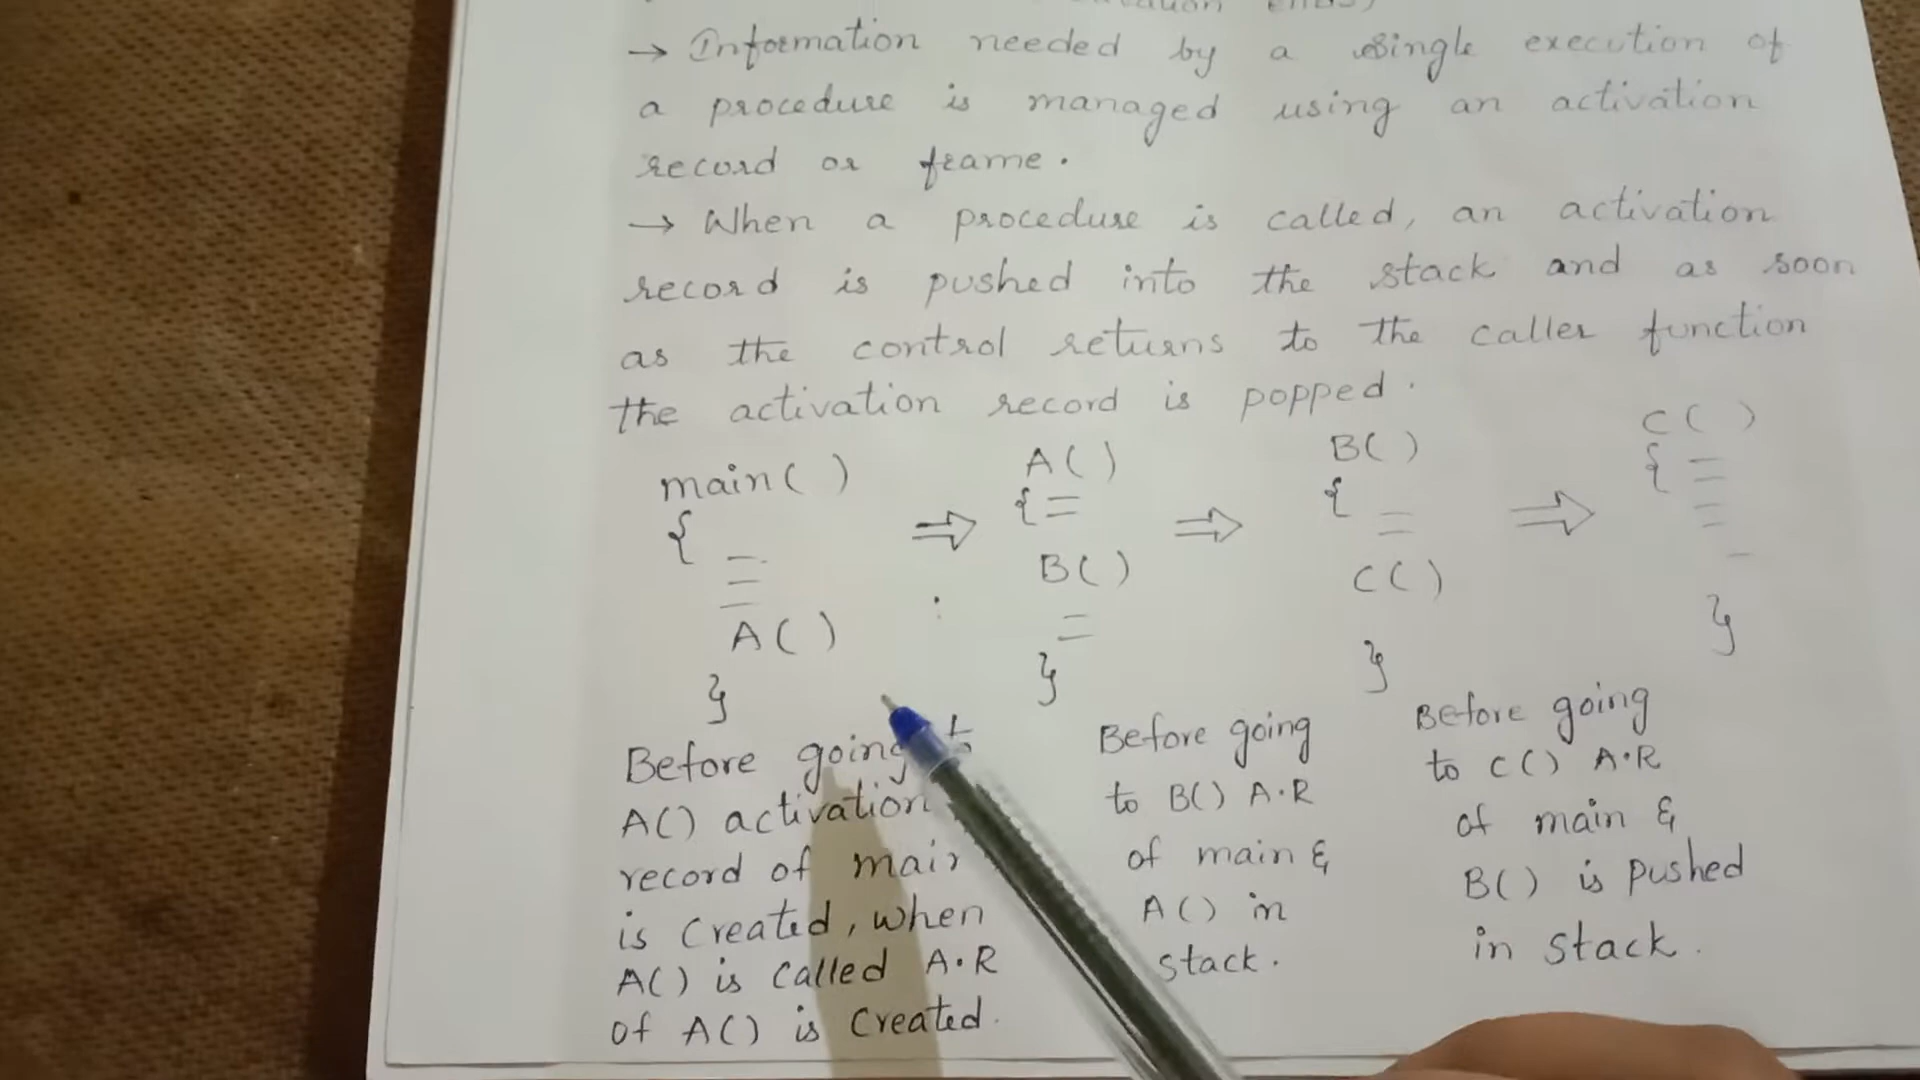 ends)
→ Information needed by a single execution of
a procedure is managed using an activation
record or frame.
→ When a procedure is called, an activation
record is pushed into the stack and as soon
as the control returns to the caller function
the activation record is popped.
main( )
{
A( )
}
⇒
A( )
{
B( )
}
⇒
B( )
{
C( )
}
⇒
C( )
{
}
Before going
A() activation
record of main
is Created, when
A() is called A.R
of A() is Created.
Before going
to B() A.R
of main &
A() in
stack.
Before going
to C() A.R
of main &
B() is pushed
in stack.